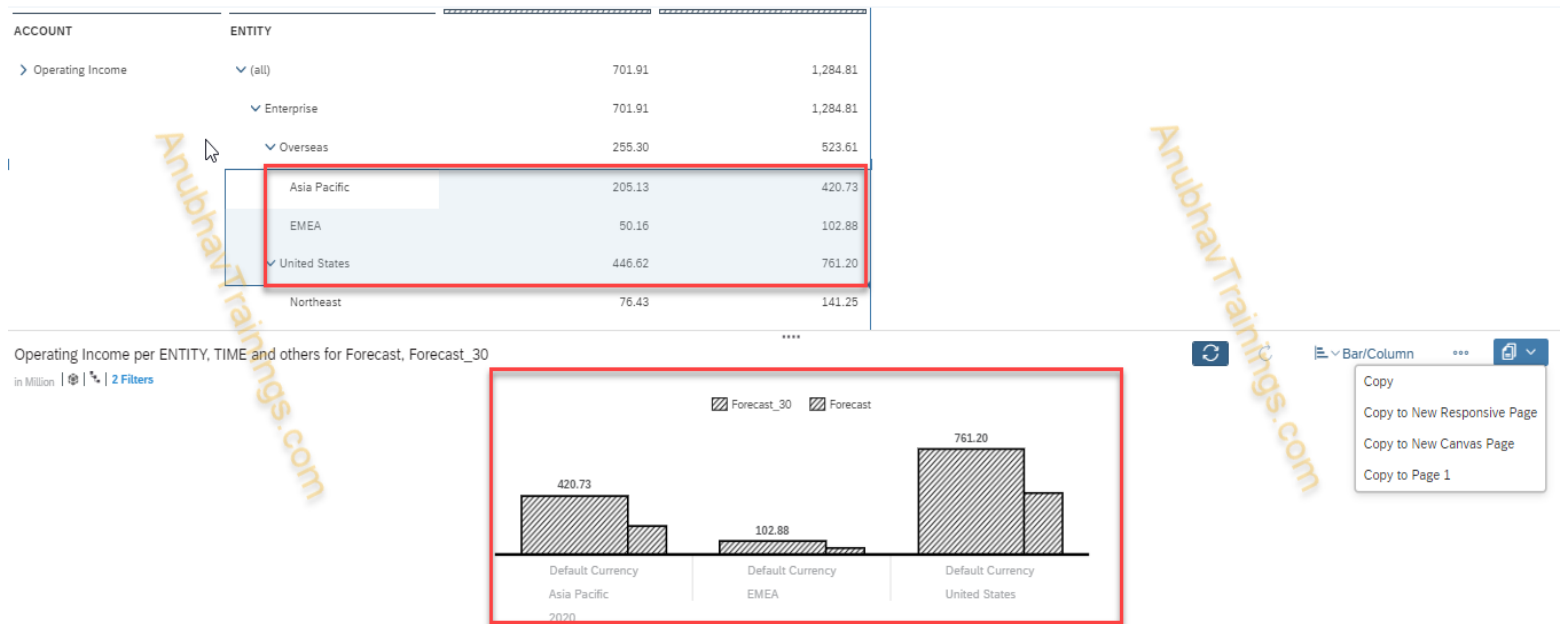 ACCOUNT ENTITY
Operating Income (all) 701.91 1,284.81
Enterprise 701.91 1,284.81
Overseas 255.30 523.61
Asia Pacific 205.13 420.73
EMEA 50.16 102.88
United States 446.62 761.20
Northeast 76.43 141.25
AnubhavTrainings.com
AnubhavTrainings.com
Operating Income per ENTITY, TIME and others for Forecast, Forecast_30
in Million 2 Filters
Bar/Column
Copy
Copy to New Responsive Page
Copy to New Canvas Page
Copy to Page 1
Forecast_30 Forecast
761.20
420.73
102.88
Default Currency Default Currency Default Currency
Asia Pacific EMEA United States
2020